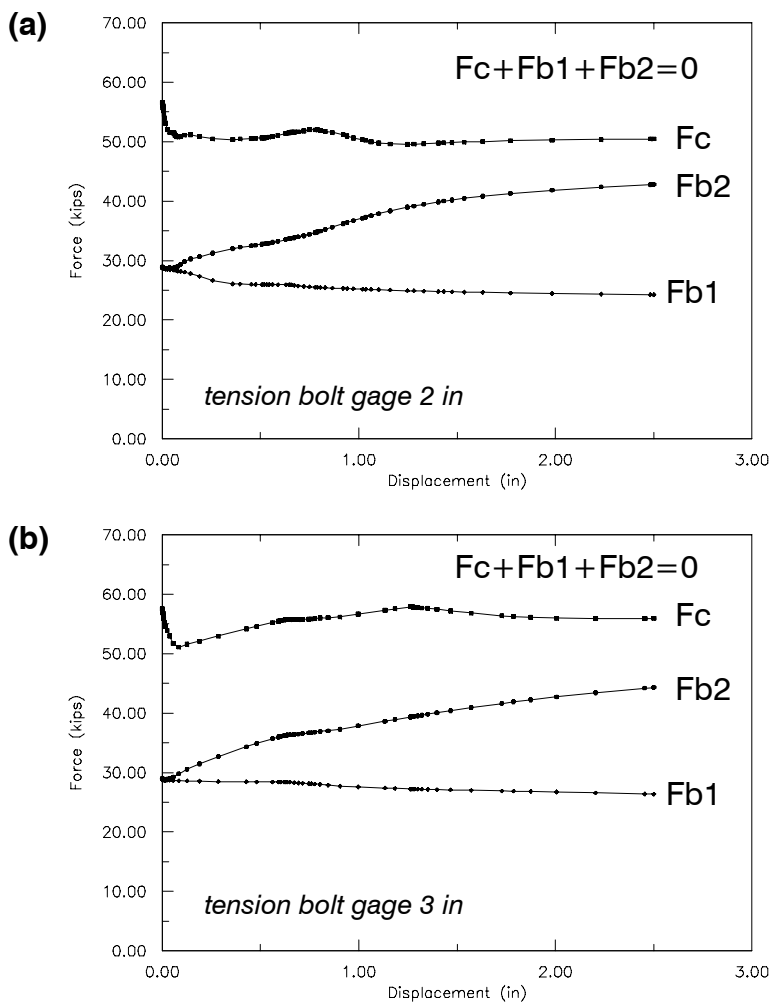 (a)
70.00
60.00
50.00
40.00
30.00
20.00
10.00
0.00
Force (kips)
Fc+Fb1+Fb2=0
Fc
Fb2
Fb1
tension bolt gage 2 in
0.00 1.00 2.00 3.00
Displacement (in)
(b)
70.00
60.00
50.00
40.00
30.00
20.00
10.00
0.00
Force (kips)
Fc+Fb1+Fb2=0
Fc
Fb2
Fb1
tension bolt gage 3 in
0.00 1.00 2.00 3.00
Displacement (in)